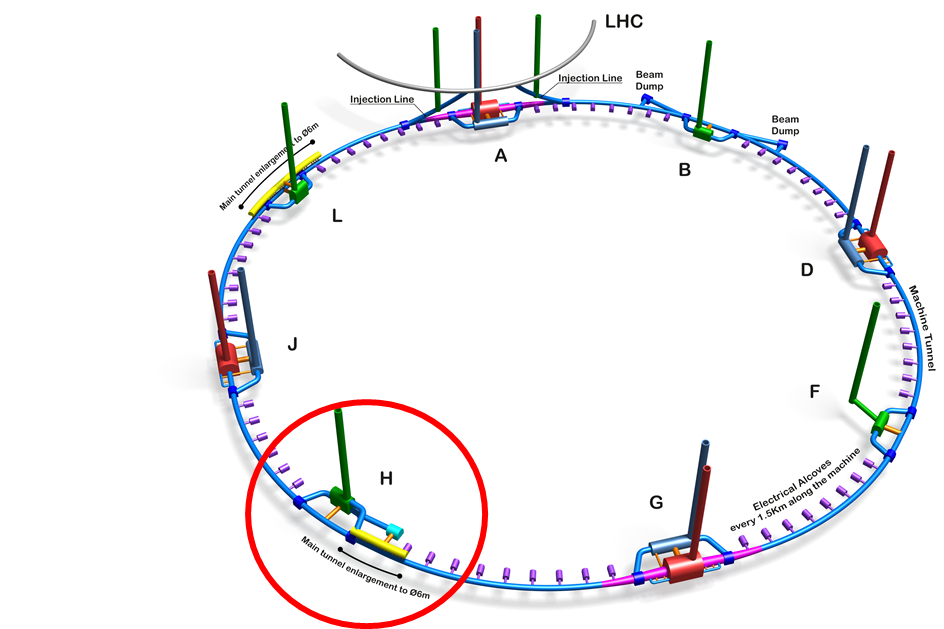 LHC
Injection Line
Injection Line
Beam
Dump
Beam
Dump
A
B
Main tunnel enlargement to Ø6m
L
D
Machine Tunnel
J
F
H
Electrical Alcoves
every 1.5Km along the machine
G
Main tunnel enlargement to Ø6m